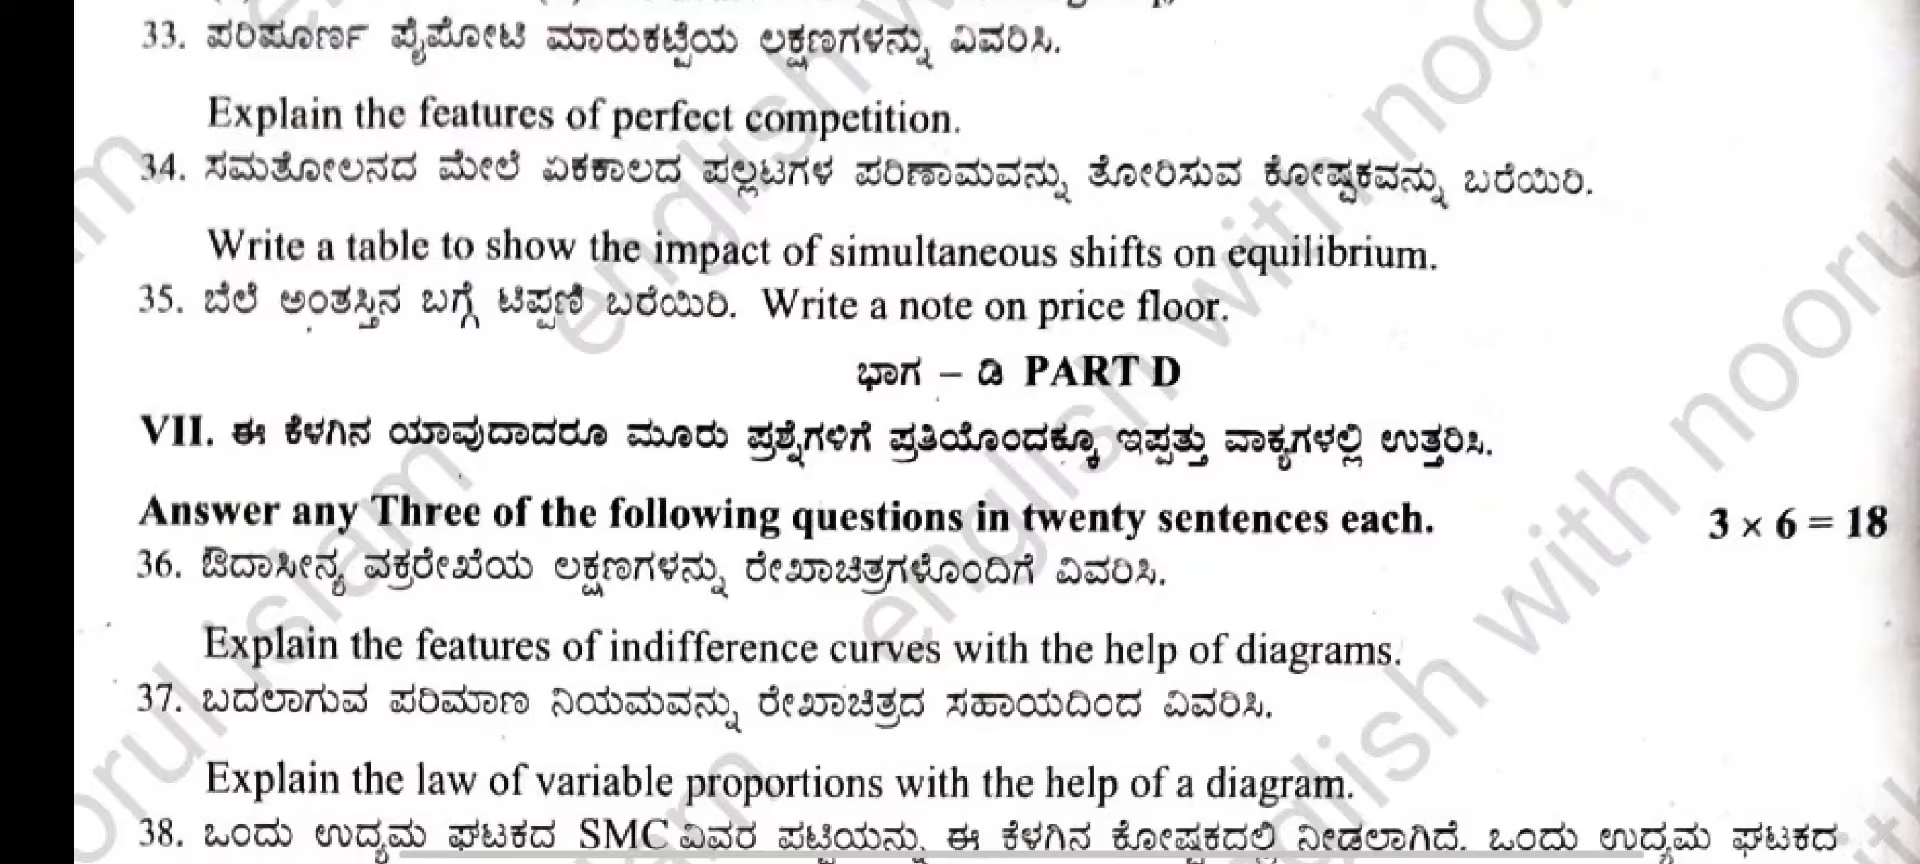 33. ಪರಿಪೂರ್ಣ ಪೈಪೋಟಿ ಮಾರುಕಟ್ಟೆಯ ಲಕ್ಷಣಗಳನ್ನು ವಿವರಿಸಿ.
Explain the features of perfect competition.
34. ಸಮತೋಲನದ ಮೇಲೆ ಏಕಕಾಲದ ಪಲ್ಲಟಗಳ ಪರಿಣಾಮವನ್ನು ತೋರಿಸುವ ಕೋಷ್ಟಕವನ್ನು ಬರೆಯಿರಿ.
Write a table to show the impact of simultaneous shifts on equilibrium.
35. ಬೆಲೆ ಅಂತಸ್ತಿನ ಬಗ್ಗೆ ಟಿಪ್ಪಣಿ ಬರೆಯಿರಿ. Write a note on price floor.
ಭಾಗ – ಡಿ PART D
VII. ಈ ಕೆಳಗಿನ ಯಾವುದಾದರೂ ಮೂರು ಪ್ರಶ್ನೆಗಳಿಗೆ ಪ್ರತಿಯೊಂದಕ್ಕೂ ಇಪ್ಪತ್ತು ವಾಕ್ಯಗಳಲ್ಲಿ ಉತ್ತರಿಸಿ.
Answer any Three of the following questions in twenty sentences each. 3 × 6 = 18
36. ಔದಾಸೀನ್ಯ ವಕ್ರರೇಖೆಯ ಲಕ್ಷಣಗಳನ್ನು ರೇಖಾಚಿತ್ರಗಳೊಂದಿಗೆ ವಿವರಿಸಿ.
Explain the features of indifference curves with the help of diagrams.
37. ಬದಲಾಗುವ ಪರಿಮಾಣ ನಿಯಮವನ್ನು ರೇಖಾಚಿತ್ರದ ಸಹಾಯದಿಂದ ವಿವರಿಸಿ.
Explain the law of variable proportions with the help of a diagram.
38. ಒಂದು ಉದ್ಯಮ ಘಟಕದ SMC ವಿವರ ಪಟ್ಟಿಯನ್ನು ಈ ಕೆಳಗಿನ ಕೋಷ್ಟಕದಲ್ಲಿ ನೀಡಲಾಗಿದೆ. ಒಂದು ಉದ್ಯಮ ಘಟಕದ
english with noorul islam